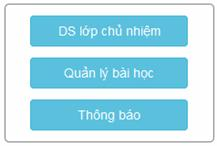 DS lớp chủ nhiệm
Quản lý bài học
Thông báo